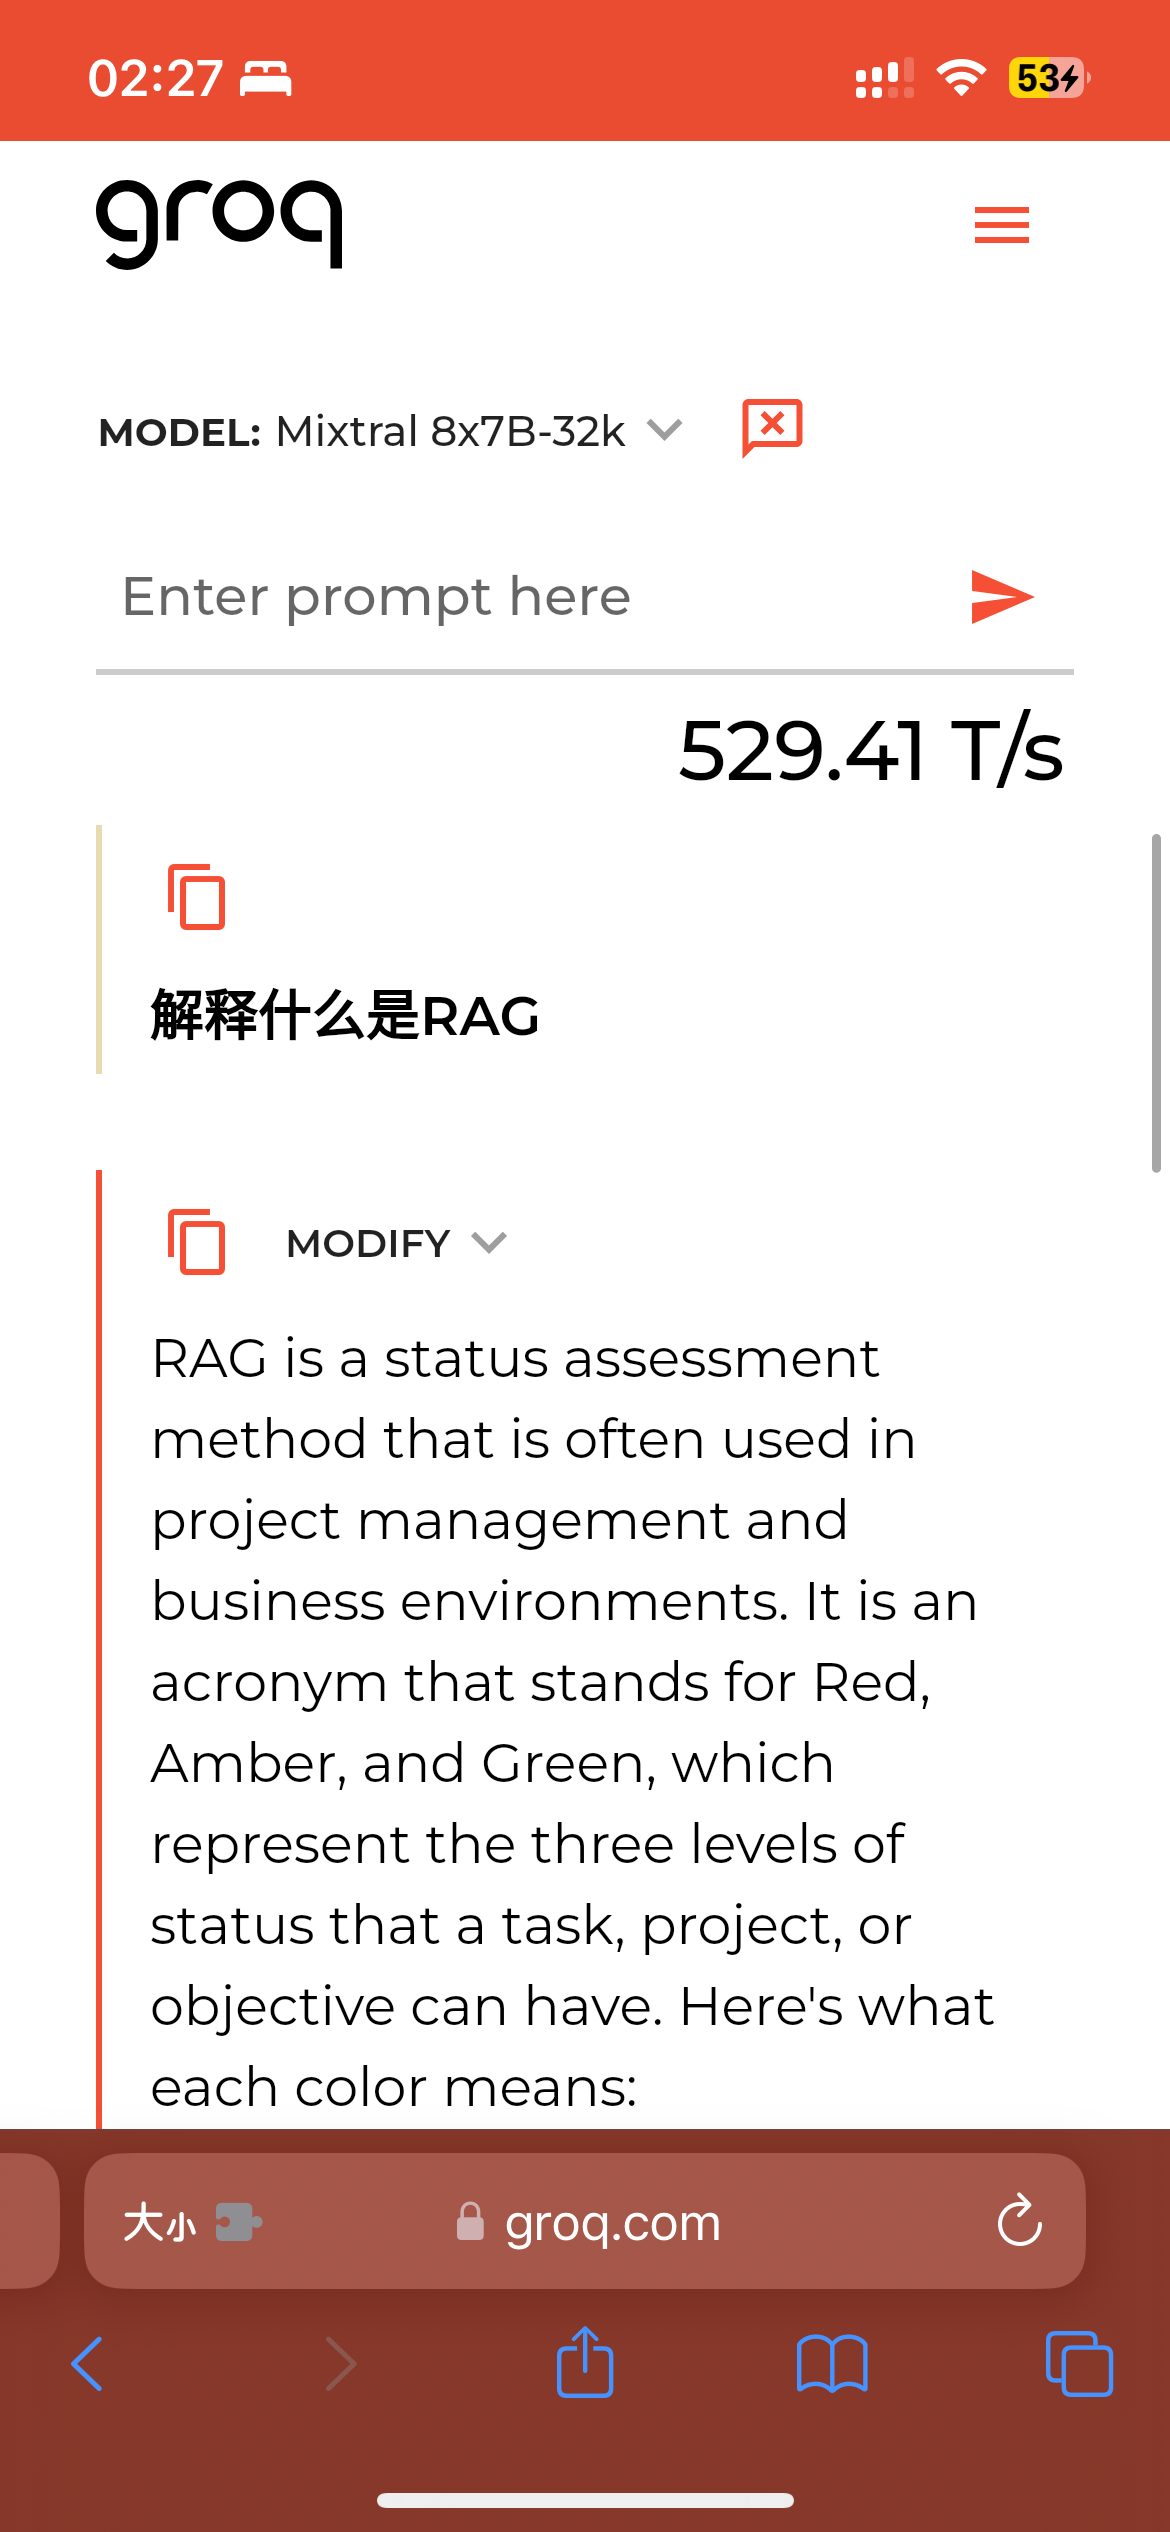 02:27
53
groq
MODEL: Mixtral 8x7B-32k
Enter prompt here
529.41 T/s
解释什么是RAG
MODIFY
RAG is a status assessment
method that is often used in
project management and
business environments. It is an
acronym that stands for Red,
Amber, and Green, which
represent the three levels of
status that a task, project, or
objective can have. Here's what
each color means:
大小 groq.com